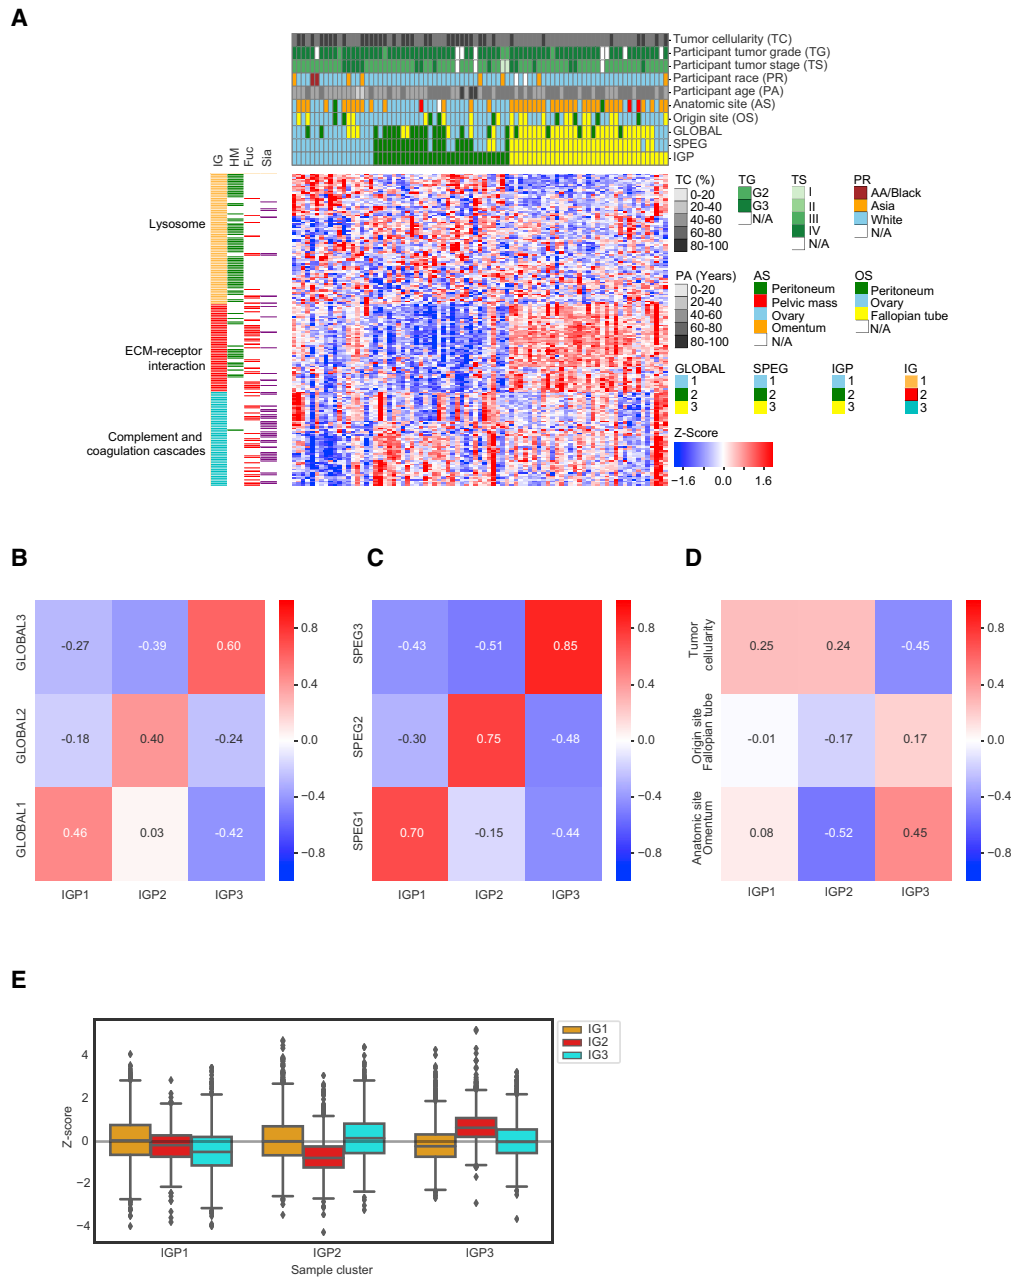 A
Tumor cellularity (TC)
Participant tumor grade (TG)
Participant tumor stage (TS)
Participant race (PR)
Participant age (PA)
Anatomic site (AS)
Origin site (OS)
GLOBAL
SPEG
IGP
IG HM Fuc Sia
Lysosome
ECM-receptor
interaction
Complement and
coagulation cascades
TC (%)
0-20
20-40
40-60
60-80
80-100
TG
G2
G3
N/A
TS
I
II
III
IV
N/A
PR
AA/Black
Asia
White
N/A
PA (Years)
0-20
20-40
40-60
60-80
80-100
AS
Peritoneum
Pelvic mass
Ovary
Omentum
N/A
OS
Peritoneum
Ovary
Fallopian tube
N/A
GLOBAL
1
2
3
SPEG
1
2
3
IGP
1
2
3
IG
1
2
3
Z-Score
−1.6 0.0 1.6
B
GLOBAL3
GLOBAL2
GLOBAL1
-0.27 -0.39 0.60
-0.18 0.40 -0.24
0.46 0.03 -0.42
IGP1 IGP2 IGP3
0.8
0.4
0.0
−0.4
−0.8
C
SPEG3
SPEG2
SPEG1
-0.43 -0.51 0.85
-0.30 0.75 -0.48
0.70 -0.15 -0.44
IGP1 IGP2 IGP3
0.8
0.4
0.0
−0.4
−0.8
D
Tumor
cellularity
Origin site
Fallopian tube
Anatomic site
Omentum
0.25 0.24 -0.45
-0.01 -0.17 0.17
0.08 -0.52 0.45
IGP1 IGP2 IGP3
0.8
0.4
0.0
−0.4
−0.8
E
Z-score
4
2
0
−2
−4
IGP1 IGP2 IGP3
Sample cluster
IG1
IG2
IG3